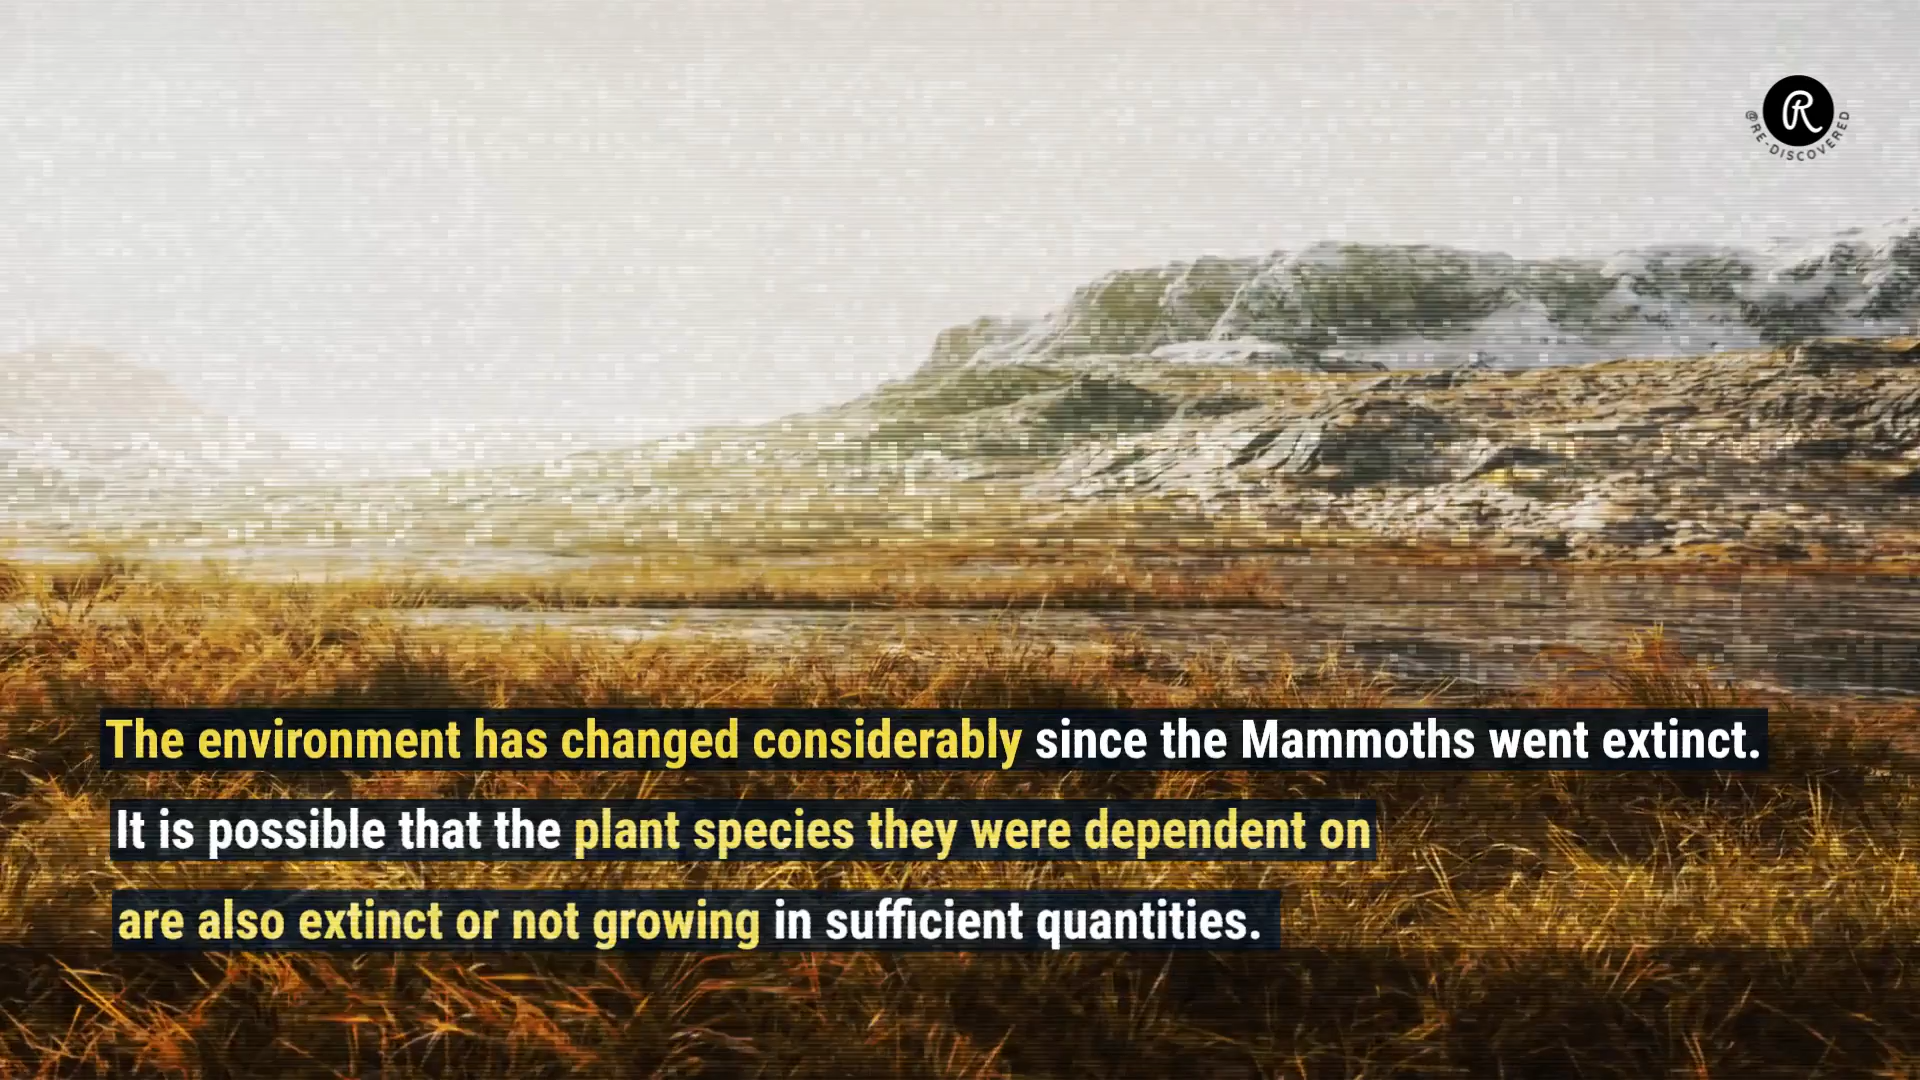 R
@RE-DISCOVERED
The environment has changed considerably since the Mammoths went extinct.
It is possible that the plant species they were dependent on
are also extinct or not growing in sufficient quantities.